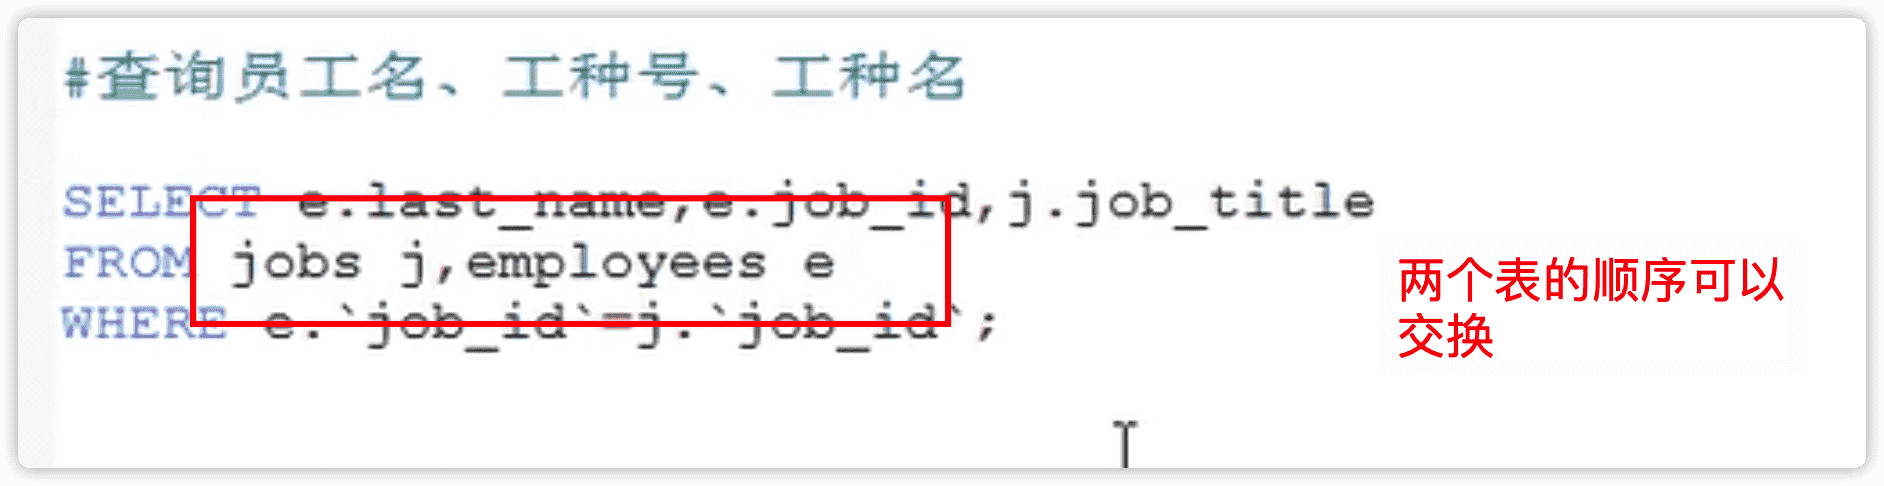 #查询员工名、工种号、工种名
SELECT e.last_name,e.job_id,j.job_title
FROM jobs j,employees e
WHERE e.`job_id`=j.`job_id`;
两个表的顺序可以
交换